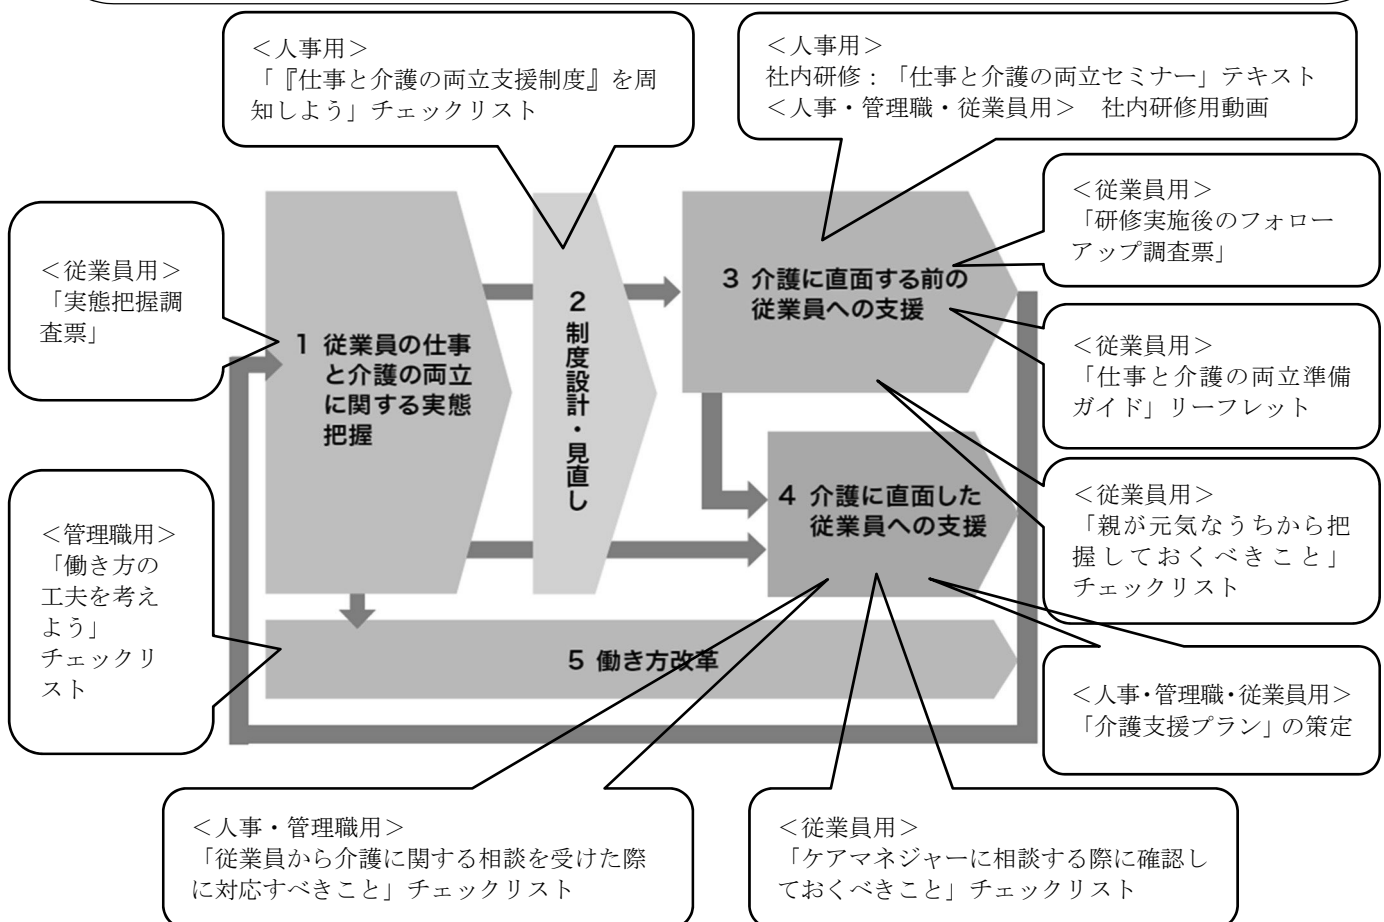 ＜人事用＞
「『仕事と介護の両立支援制度』を周
知しよう」チェックリスト
＜人事用＞
社内研修：「仕事と介護の両立セミナー」テキスト
＜人事・管理職・従業員用＞　社内研修用動画
＜従業員用＞
「研修実施後のフォロー
アップ調査票」
＜従業員用＞
「実態把握調
査票」
1 従業員の仕事
と介護の両立
に関する実態
把握
2 制度設計・見直し
3 介護に直面する前の
従業員への支援
＜従業員用＞
「仕事と介護の両立準備
ガイド」リーフレット
＜管理職用＞
「働き方の
工夫を考え
よう」
チェックリ
スト
4 介護に直面した
従業員への支援
＜従業員用＞
「親が元気なうちから把
握しておくべきこと」
チェックリスト
5 働き方改革
＜人事・管理職・従業員用＞
「介護支援プラン」の策定
＜人事・管理職用＞
「従業員から介護に関する相談を受けた際
に対応すべきこと」チェックリスト
＜従業員用＞
「ケアマネジャーに相談する際に確認し
ておくべきこと」チェックリスト